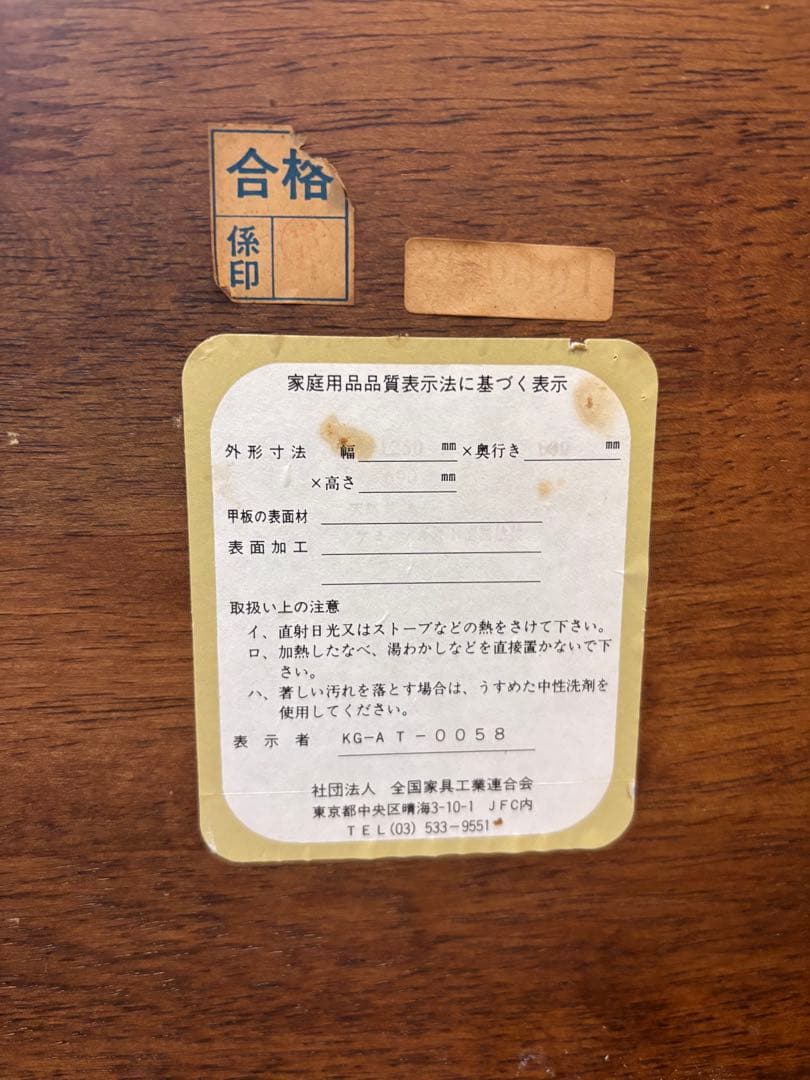 合格
係印
家庭用品品質表示法に基づく表示
外形寸法 幅 mm ×奥行き mm
×高さ mm
甲板の表面材
表面加工
取扱い上の注意
イ、直射日光又はストーブなどの熱をさけて下さい。
ロ、加熱したなべ、湯わかしなどを直接置かないで下
さい。
ハ、著しい汚れを落とす場合は、うすめた中性洗剤を
使用してください。
表示者 KG-AT-0058
社団法人 全国家具工業連合会
東京都中央区晴海3-10-1 JFC内
TEL(03) 533-9551